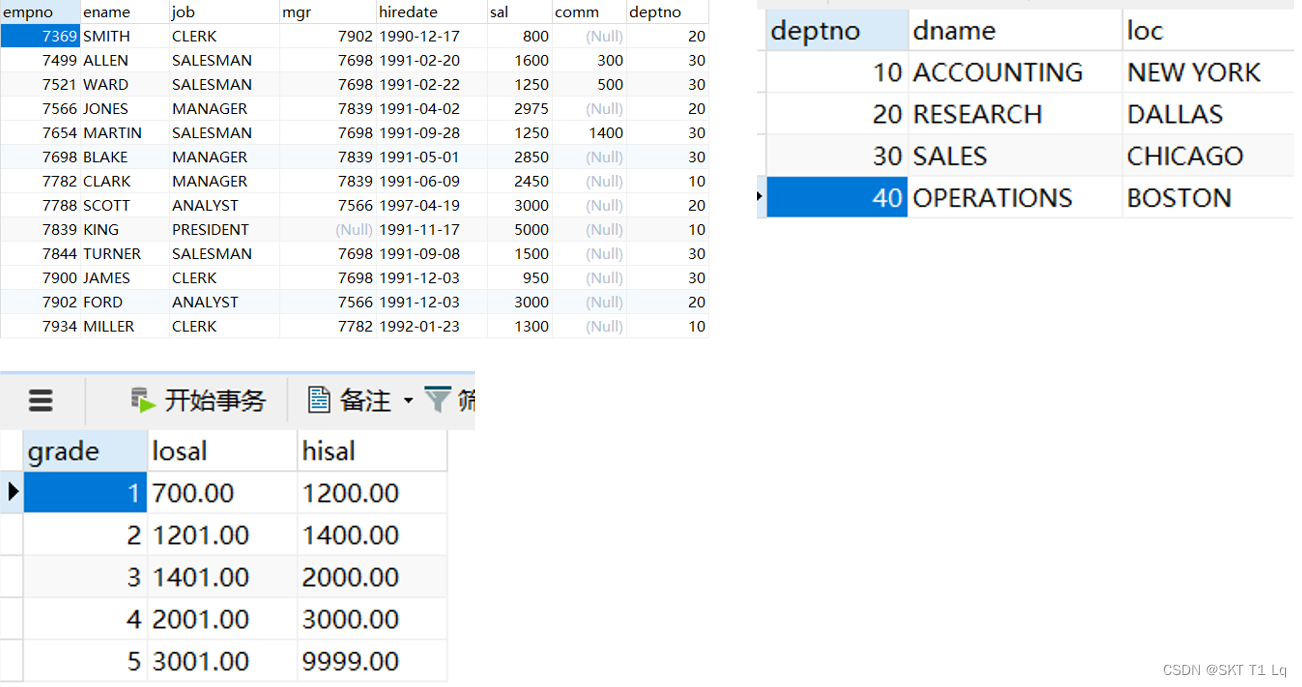 empno ename job mgr hiredate sal comm deptno
7369 SMITH CLERK 7902 1990-12-17 800 (Null) 20
7499 ALLEN SALESMAN 7698 1991-02-20 1600 300 30
7521 WARD SALESMAN 7698 1991-02-22 1250 500 30
7566 JONES MANAGER 7839 1991-04-02 2975 (Null) 20
7654 MARTIN SALESMAN 7698 1991-09-28 1250 1400 30
7698 BLAKE MANAGER 7839 1991-05-01 2850 (Null) 30
7782 CLARK MANAGER 7839 1991-06-09 2450 (Null) 10
7788 SCOTT ANALYST 7566 1997-04-19 3000 (Null) 20
7839 KING PRESIDENT (Null) 1991-11-17 5000 (Null) 10
7844 TURNER SALESMAN 7698 1991-09-08 1500 (Null) 30
7900 JAMES CLERK 7698 1991-12-03 950 (Null) 30
7902 FORD ANALYST 7566 1991-12-03 3000 (Null) 20
7934 MILLER CLERK 7782 1992-01-23 1300 (Null) 10
deptno dname loc
10 ACCOUNTING NEW YORK
20 RESEARCH DALLAS
30 SALES CHICAGO
40 OPERATIONS BOSTON
开始事务 备注 筛
grade losal hisal
1 700.00 1200.00
2 1201.00 1400.00
3 1401.00 2000.00
4 2001.00 3000.00
5 3001.00 9999.00
CSDN @SKT T1 Lq